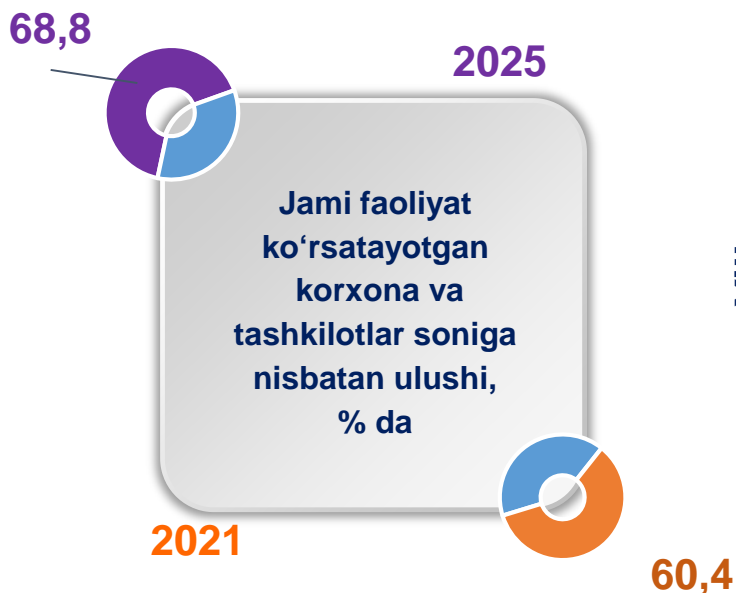 68,8
2025
Jami faoliyat
ko‘rsatayotgan
korxona va
tashkilotlar soniga
nisbatan ulushi,
% da
2021
60,4